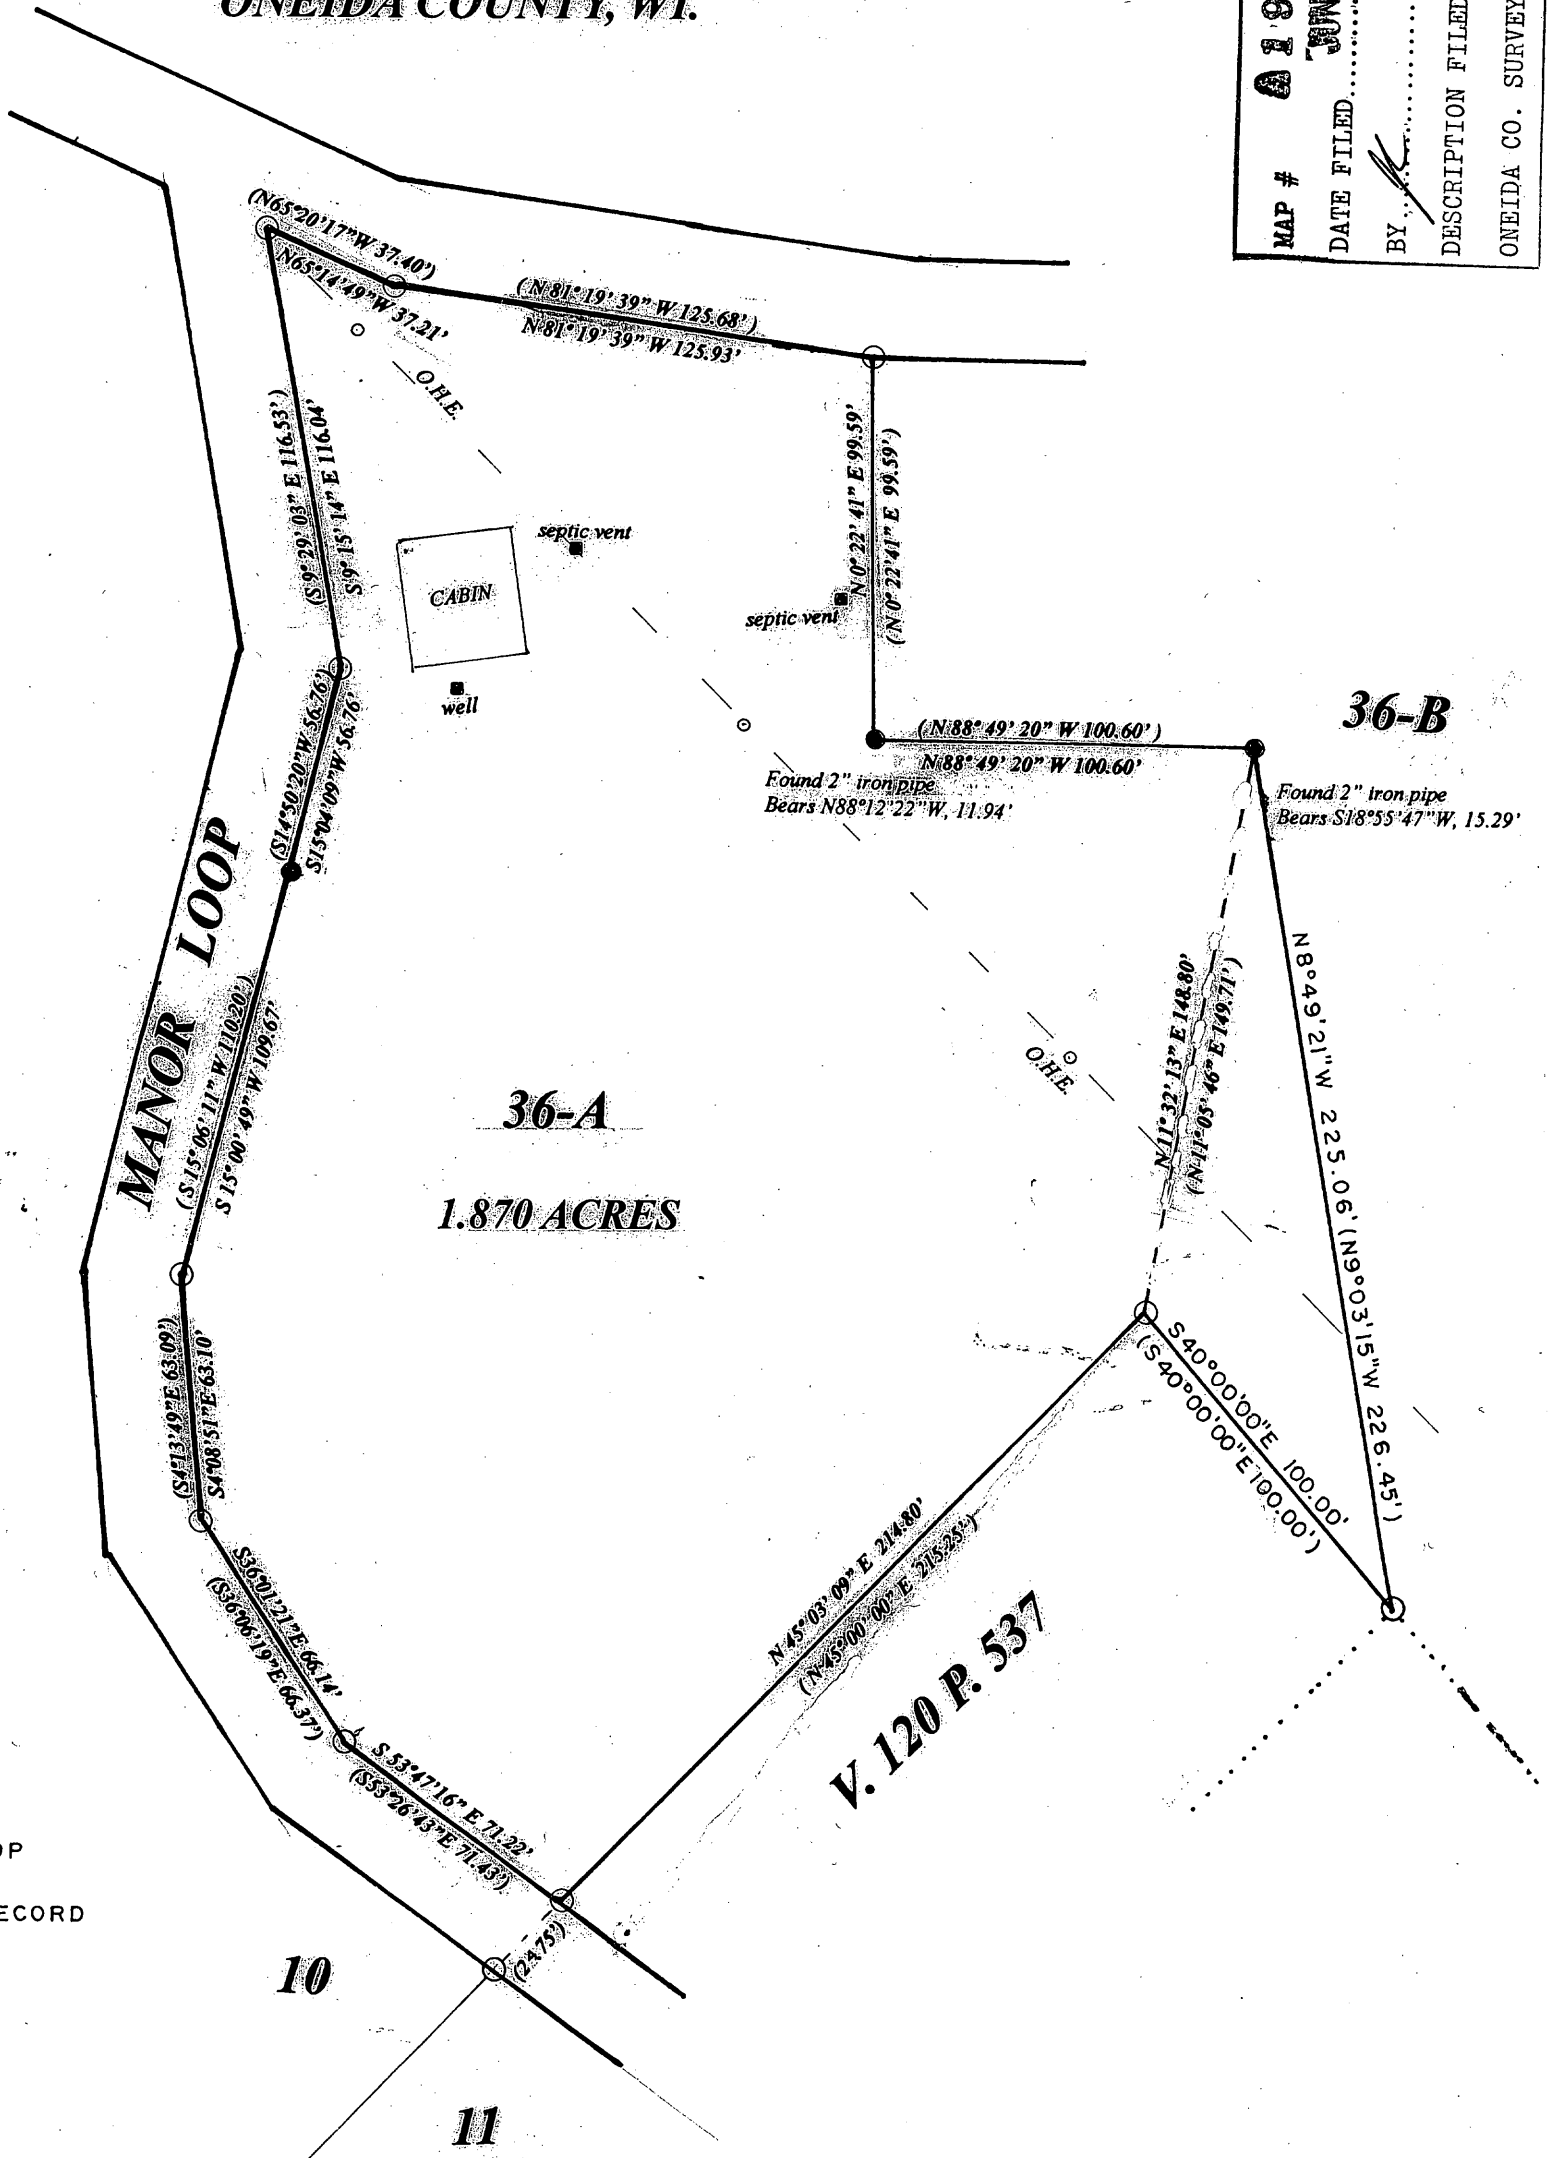 ONEIDA COUNTY, WI.
MAP #
DATE FILED
BY
DESCRIPTION FILED
ONEIDA CO. SURVEY
(N65°20'17"W 37.40')
N65°14'49"W 37.21'
( N 81° 19' 39" W 125.68' )
N 81° 19' 39" W 125.93'
O.H.E.
(S 9° 29' 03" E 116.53' )
S 9° 15' 14" E 116.04'
septic vent
CABIN
well
N 0° 22' 41" E 99.59'
( N 0° 22'41" E 99.59' )
septic vent
36-B
( N 88° 49' 20" W 100.60' )
N 88° 49' 20" W 100.60'
Found 2" iron pipe
Bears N88°12'22"W, 11.94'
Found 2" iron pipe
Bears S18°55'47"W, 15.29'
(S14°50'20"W 56.76')
S15°04'09"W 56.76'
MANOR LOOP
( S 15° 06' 11" W 110.20' )
S 15° 00' 49" W 109.67'
N8°49'21"W 225.06' (N9°03'15"W 226.45')
N 11° 32' 13" E 148.80'
( N 11° 05' 46" E 149.71' )
O.H.E.
36-A
1.870 ACRES
(S4°13'49"E 63.09')
S4°08'51"E 63.10'
S40°00'00"E 100.00'
(S40°00'00"E 100.00')
S36°01'21"E 66.14'
(S36°06'19"E 66.37')
N 45° 03' 09" E 214.80'
( N 45° 00' 00" E 215.25' )
V. 120 P. 537
S 53°47'16" E 71.22'
(S53°26'43"E 71.43')
(24.75')
OP
ECORD
10
11